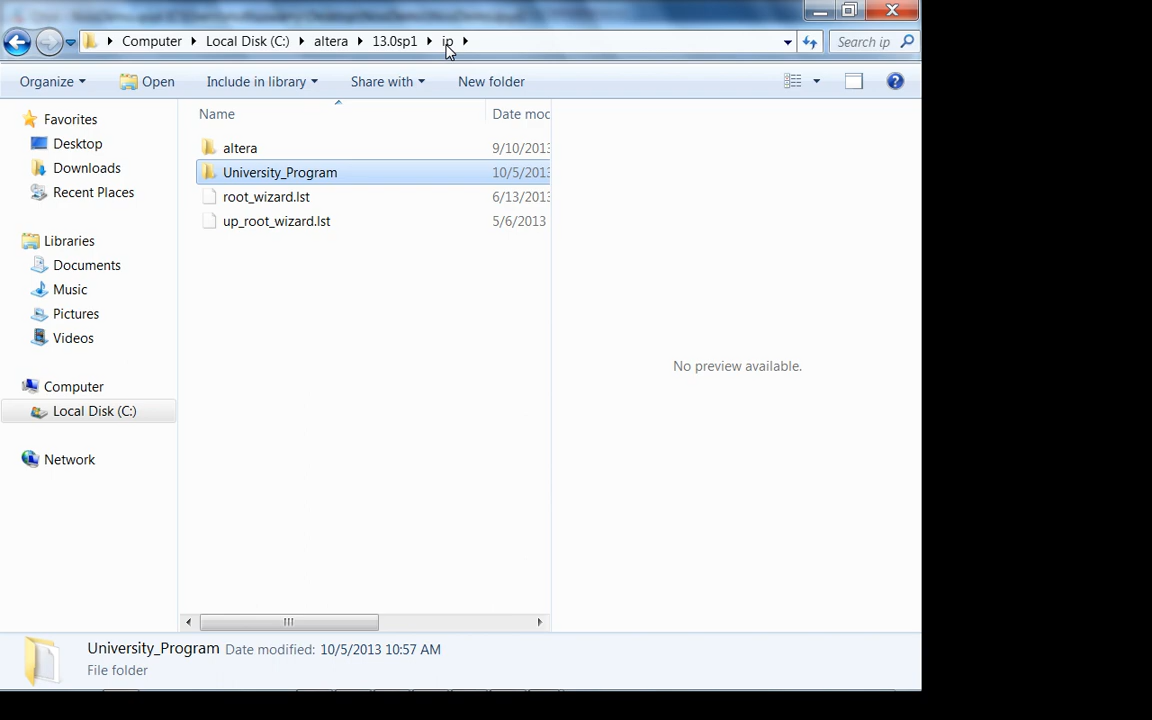 Computer Local Disk (C:) altera 13.0sp1 ip Search ip
Organize Open Include in library Share with New folder
Favorites
Desktop
Downloads
Recent Places
Libraries
Documents
Music
Pictures
Videos
Computer
Local Disk (C:)
Network
Name Date moc
altera 9/10/2013
University_Program 10/5/2013
root_wizard.lst 6/13/2013
up_root_wizard.lst 5/6/2013
No preview available.
University_Program Date modified: 10/5/2013 10:57 AM
File folder